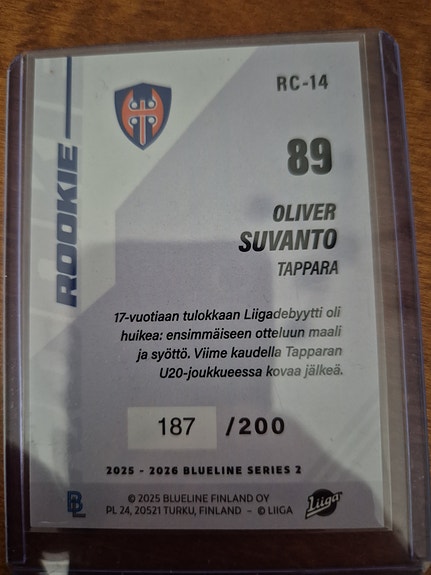 RC-14
ROOKIE
89
OLIVER
SUVANTO
TAPPARA
17-vuotiaan tulokkaan Liigadebyytti oli
huikea: ensimmäiseen otteluun maali
ja syöttö. Viime kaudella Tapparan
U20-joukkueessa kovaa jälkeä.
187 /200
2025 - 2026 BLUELINE SERIES 2
BL
© 2025 BLUELINE FINLAND OY
PL 24, 20521 TURKU, FINLAND - © LIIGA
Liiga